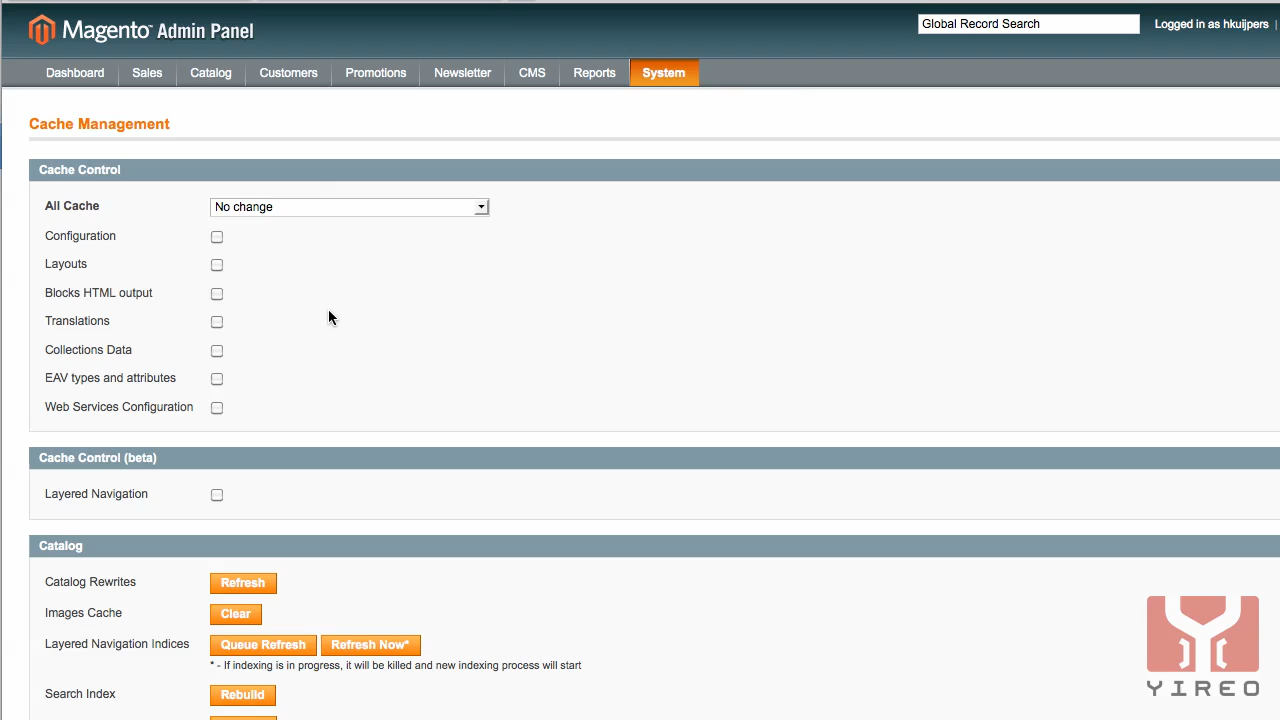 Magento™ Admin Panel
Global Record Search
Logged in as hkuijpers |
Dashboard Sales Catalog Customers Promotions Newsletter CMS Reports System
Cache Management
Cache Control
All Cache No change
Configuration
Layouts
Blocks HTML output
Translations
Collections Data
EAV types and attributes
Web Services Configuration
Cache Control (beta)
Layered Navigation
Catalog
Catalog Rewrites Refresh
Images Cache Clear
Layered Navigation Indices Queue Refresh Refresh Now*
* - If indexing is in progress, it will be killed and new indexing process will start
Search Index Rebuild
YIREO